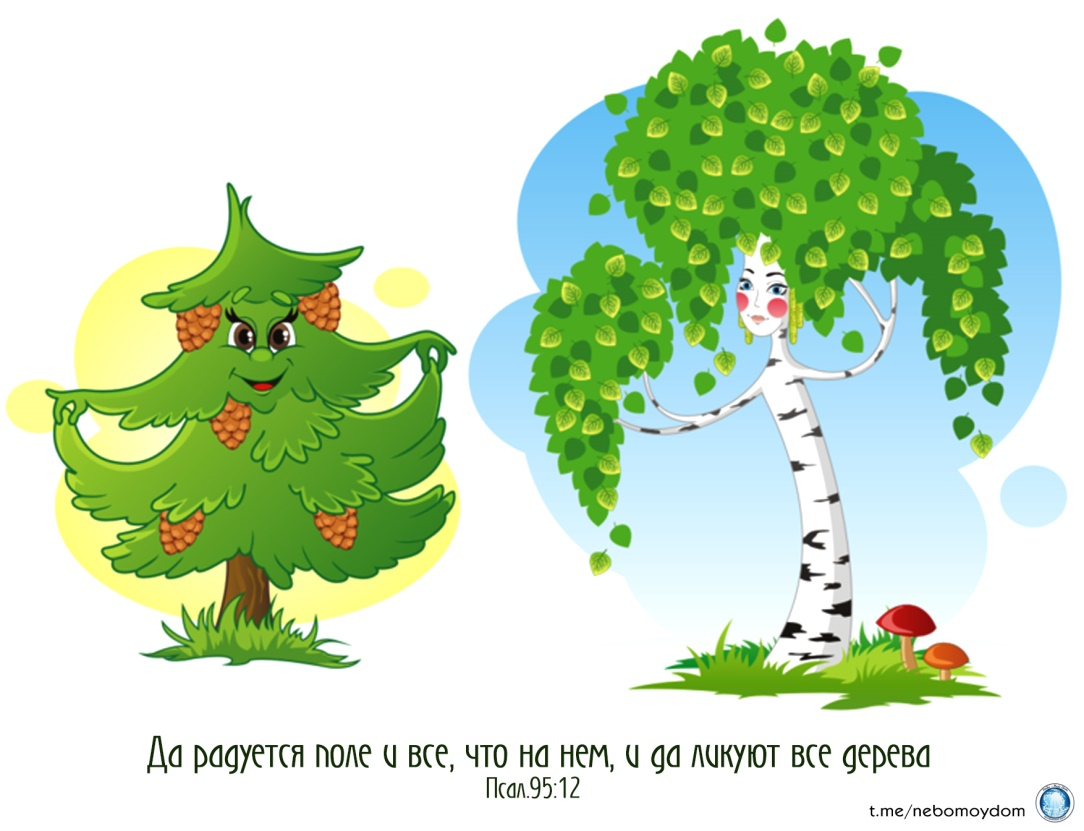 Да радуется поле и все, что на нем, и да ликуют все дерева
Псал.95:12
t.me/nebomoydom